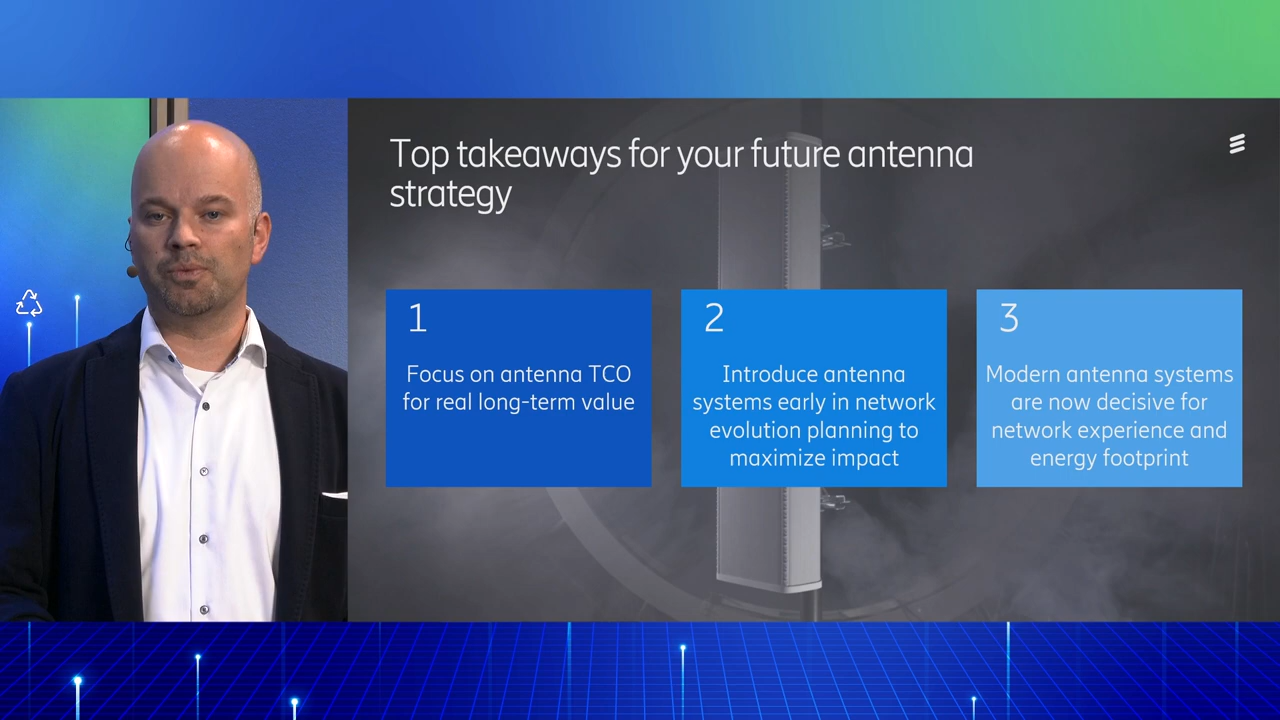 Top takeaways for your future antenna
strategy
1
Focus on antenna TCO
for real long-term value
2
Introduce antenna
systems early in network
evolution planning to
maximize impact
3
Modern antenna systems
are now decisive for
network experience and
energy footprint